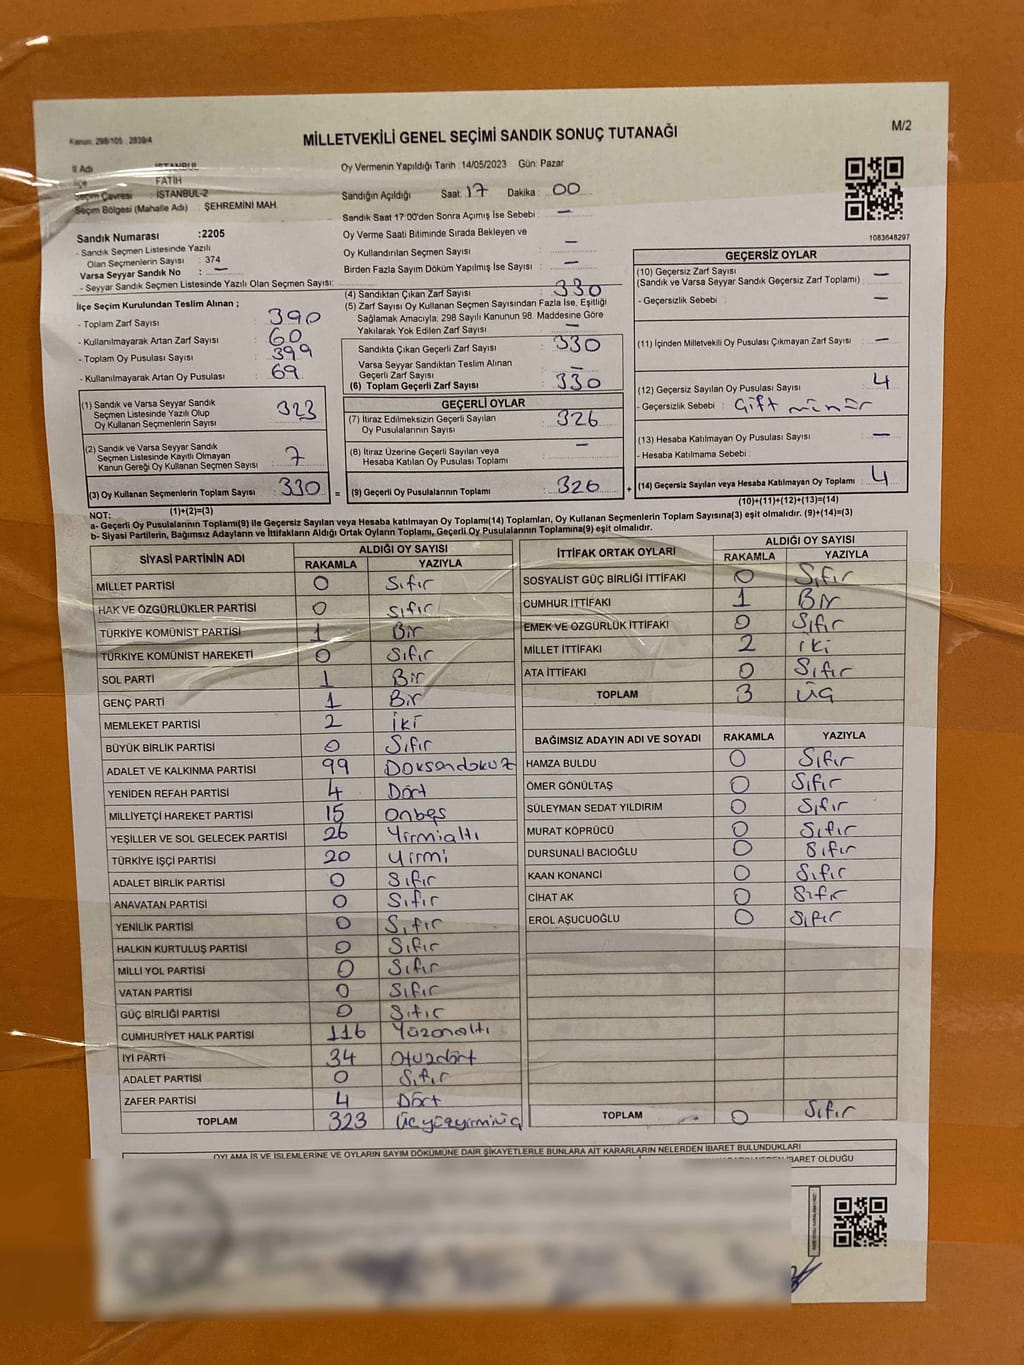 Kanun: 298/105 , 2839/4
MİLLETVEKİLİ GENEL SEÇİMİ SANDIK SONUÇ TUTANAĞI
M/2
İl Adı : İSTANBUL
İlçe : FATİH
Seçim Çevresi : İSTANBUL-2
Seçim Bölgesi (Mahalle Adı) : ŞEHREMİNİ MAH.
Oy Vermenin Yapıldığı Tarih : 14/05/2023 Gün: Pazar
Sandığın Açıldığı Saat: 17 Dakika : 00
Sandık Saat 17:00'den Sonra Açımış İse Sebebi : —
Oy Verme Saati Bitiminde Sırada Bekleyen ve
Oy Kullandırılan Seçmen Sayısı : —
Birden Fazla Sayım Döküm Yapılmış İse Sayısı : —
1083648297
Sandık Numarası :2205
- Sandık Seçmen Listesinde Yazılı
Olan Seçmenlerin Sayısı : 374
Varsa Seyyar Sandık No : —
- Seyyar Sandık Seçmen Listesinde Yazılı Olan Seçmen Sayısı:
İlçe Seçim Kurulundan Teslim Alınan ;
- Toplam Zarf Sayısı : 390
- Kullanılmayarak Artan Zarf Sayısı : 60
- Toplam Oy Pusulası Sayısı : 399
- Kullanılmayarak Artan Oy Pusulası : 69
(1) Sandık ve Varsa Seyyar Sandık
Seçmen Listesinde Yazılı Olup
Oy Kullanan Seçmenlerin Sayısı : 323
(2) Sandık ve Varsa Seyyar Sandık
Seçmen Listesinde Kayıtlı Olmayan
Kanun Gereği Oy Kullanan Seçmen Sayısı : 7
(3) Oy Kullanan Seçmenlerin Toplam Sayısı : 330
(1)+(2)=(3)
(4) Sandıktan Çıkan Zarf Sayısı : 330
(5) Zarf Sayısı Oy Kullanan Seçmen Sayısından Fazla İse, Eşitliği
Sağlamak Amacıyla; 298 Sayılı Kanunun 98. Maddesine Göre
Yakılarak Yok Edilen Zarf Sayısı : —
Sandıkta Çıkan Geçerli Zarf Sayısı : 330
Varsa Seyyar Sandıktan Teslim Alınan
Geçerli Zarf Sayısı : —
(6) Toplam Geçerli Zarf Sayısı : 330
GEÇERLİ OYLAR
(7) İtiraz Edilmeksizin Geçerli Sayılan
Oy Pusulalarının Sayısı : 326
(8) İtiraz Üzerine Geçerli Sayılan veya
Hesaba Katılan Oy Pusulası Toplamı : —
= (9) Geçerli Oy Pusulalarının Toplamı : 326
GEÇERSİZ OYLAR
(10) Geçersiz Zarf Sayısı
(Sandık ve Varsa Seyyar Sandık Geçersiz Zarf Toplamı) : —
- Geçersizlik Sebebi : —
(11) İçinden Milletvekili Oy Pusulası Çıkmayan Zarf Sayısı : —
(12) Geçersiz Sayılan Oy Pusulası Sayısı : 4
- Geçersizlik Sebebi : Çift mühür
(13) Hesaba Katılmayan Oy Pusulası Sayısı : —
- Hesaba Katılmama Sebebi :
+ (14) Geçersiz Sayılan veya Hesaba Katılmayan Oy Toplamı : 4
(10)+(11)+(12)+(13)=(14)
NOT:
a- Geçerli Oy Pusulalarının Toplamı(9) ile Geçersiz Sayılan veya Hesaba katılmayan Oy Toplamı(14) Toplamları, Oy Kullanan Seçmenlerin Toplam Sayısına(3) eşit olmalıdır. (9)+(14)=(3)
b- Siyasi Partilerin, Bağımsız Adayların ve İttifakların Aldığı Ortak Oyların Toplamı, Geçerli Oy Pusulalarının Toplamına(9) eşit olmalıdır.
SİYASİ PARTİNİN ADI ALDIĞI OY SAYISI
RAKAMLA YAZIYLA
MİLLET PARTİSİ 0 Sıfır
HAK VE ÖZGÜRLÜKLER PARTİSİ 0 Sıfır
TÜRKİYE KOMÜNİST PARTİSİ 1 Bir
TÜRKİYE KOMÜNİST HAREKETİ 0 Sıfır
SOL PARTİ 1 Bir
GENÇ PARTİ 1 Bir
MEMLEKET PARTİSİ 2 İki
BÜYÜK BİRLİK PARTİSİ 0 Sıfır
ADALET VE KALKINMA PARTİSİ 99 Doksandokuz
YENİDEN REFAH PARTİSİ 4 Dört
MİLLİYETÇİ HAREKET PARTİSİ 15 Onbeş
YEŞİLLER VE SOL GELECEK PARTİSİ 26 Yirmialtı
TÜRKİYE İŞÇİ PARTİSİ 20 Yirmi
ADALET BİRLİK PARTİSİ 0 Sıfır
ANAVATAN PARTİSİ 0 Sıfır
YENİLİK PARTİSİ 0 Sıfır
HALKIN KURTULUŞ PARTİSİ 0 Sıfır
MİLLİ YOL PARTİSİ 0 Sıfır
VATAN PARTİSİ 0 Sıfır
GÜÇ BİRLİĞİ PARTİSİ 0 Sıfır
CUMHURİYET HALK PARTİSİ 116 Yüzonaltı
İYİ PARTİ 34 Otuzdört
ADALET PARTİSİ 0 Sıfır
ZAFER PARTİSİ 4 Dört
TOPLAM 323 Üçyüzyirmiüç
İTTİFAK ORTAK OYLARI ALDIĞI OY SAYISI
RAKAMLA YAZIYLA
SOSYALİST GÜÇ BİRLİĞİ İTTİFAKI 0 Sıfır
CUMHUR İTTİFAKI 1 Bir
EMEK VE ÖZGÜRLÜK İTTİFAKI 0 Sıfır
MİLLET İTTİFAKI 2 iki
ATA İTTİFAKI 0 Sıfır
TOPLAM 3 Üç
BAĞIMSIZ ADAYIN ADI VE SOYADI RAKAMLA YAZIYLA
HAMZA BULDU 0 Sıfır
ÖMER GÖNÜLTAŞ 0 Sıfır
SÜLEYMAN SEDAT YILDIRIM 0 Sıfır
MURAT KÖPRÜCÜ 0 Sıfır
DURSUNALİ BACIOĞLU 0 Sıfır
KAAN KONANCİ 0 Sıfır
CİHAT AK 0 Sıfır
EROL AŞUCUOĞLU 0 Sıfır
TOPLAM 0 Sıfır
OYLAMA İŞ VE İŞLEMLERİNE VE OYLARIN SAYIM DÖKÜMÜNE DAİR ŞİKAYETLERLE BUNLARA AİT KARARLARIN NELERDEN İBARET BULUNDUKLARI
İBARET OLDUĞU